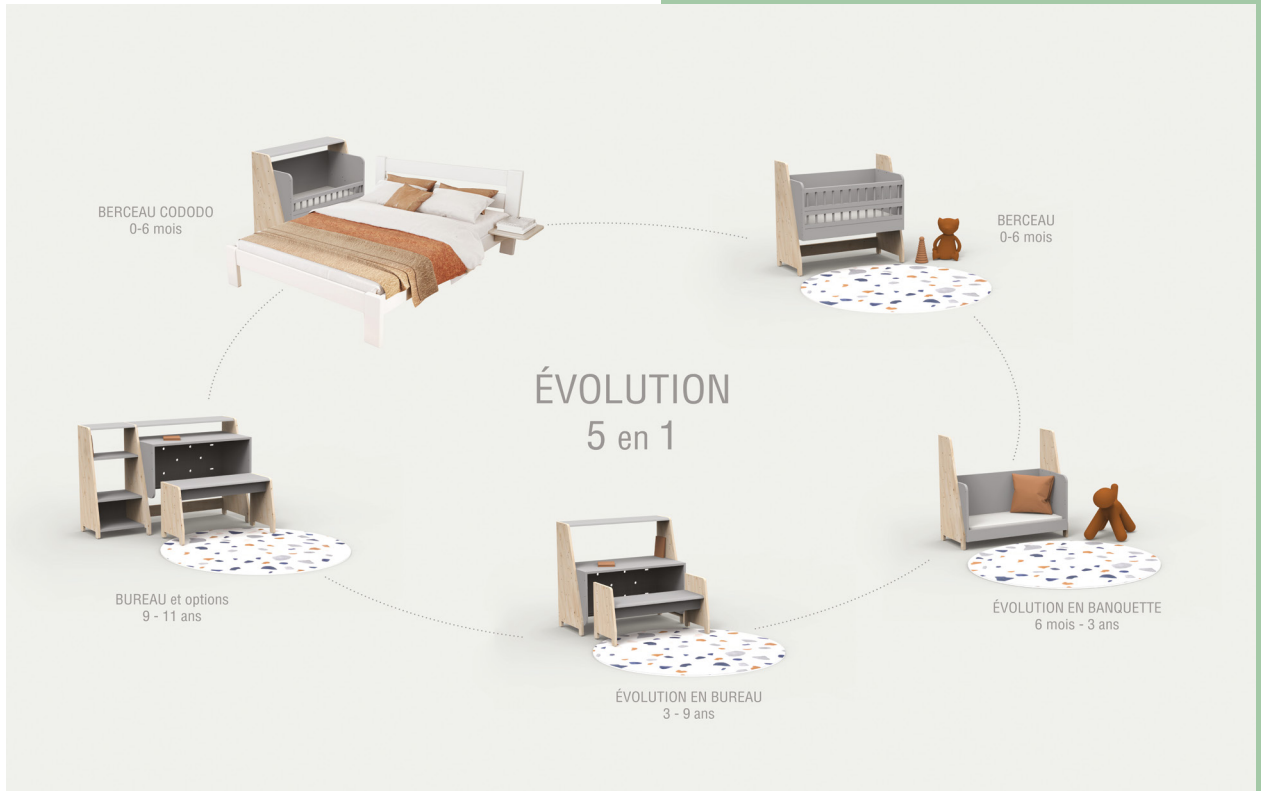 BERCEAU CODODO
0-6 mois
BERCEAU
0-6 mois
ÉVOLUTION
5 en 1
BUREAU et options
9 - 11 ans
ÉVOLUTION EN BANQUETTE
6 mois - 3 ans
ÉVOLUTION EN BUREAU
3 - 9 ans